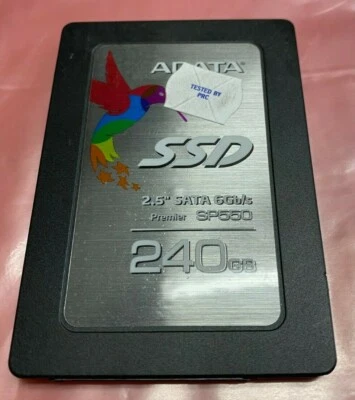 ADATA
TESTED BY
PRC
SSD
2.5" SATA 6Gb/s
Premier SP550
240GB